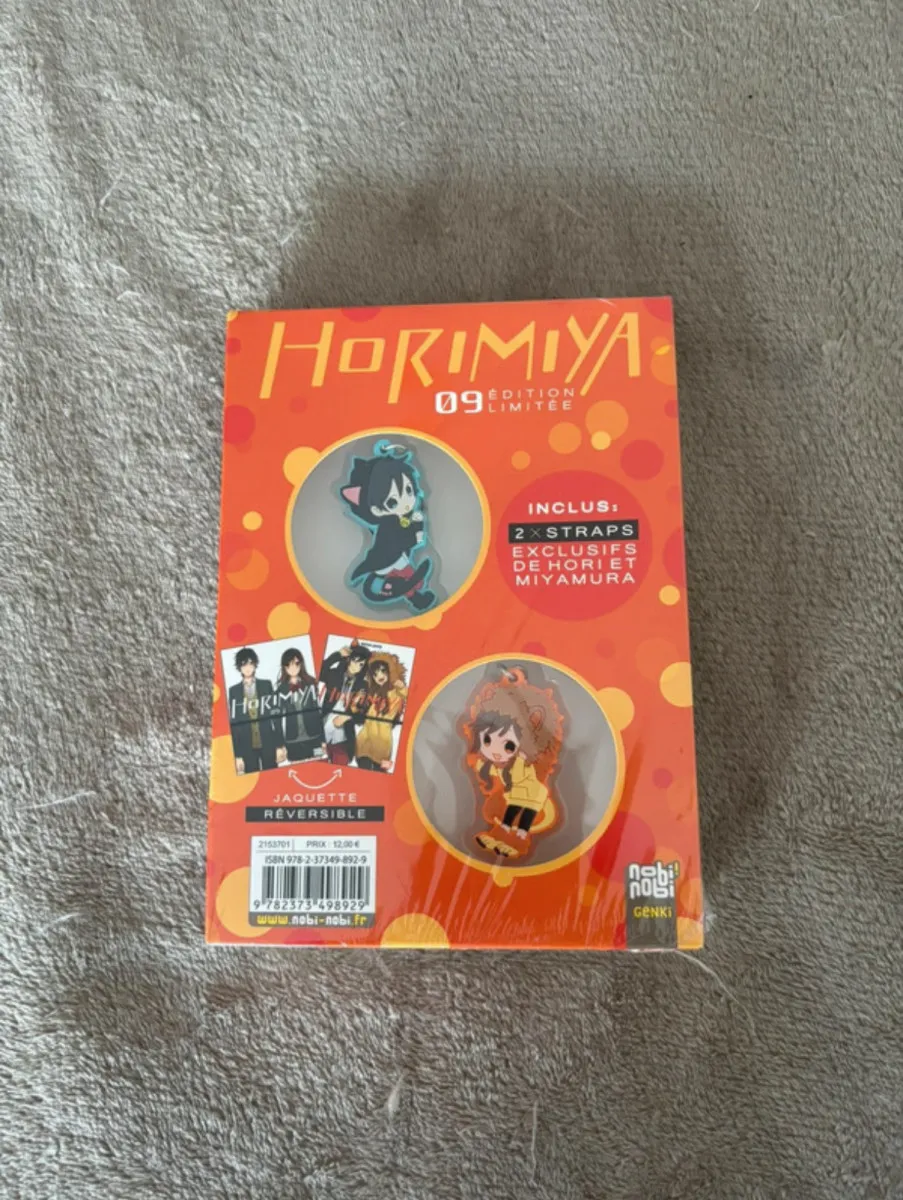 HORIMIYA
09 ÉDITION
LIMITÉE
INCLUS:
2 X STRAPS
EXCLUSIFS
DE HORI ET
MIYAMURA
HORIMIYA
HORIMIYA
JAQUETTE
RÉVERSIBLE
2153701 PRIX : 12,00 €
ISBN 978-2-37349-892-9
9 782373 498929
www.nobi-nobi.fr
nobi!
nobi
GENKI